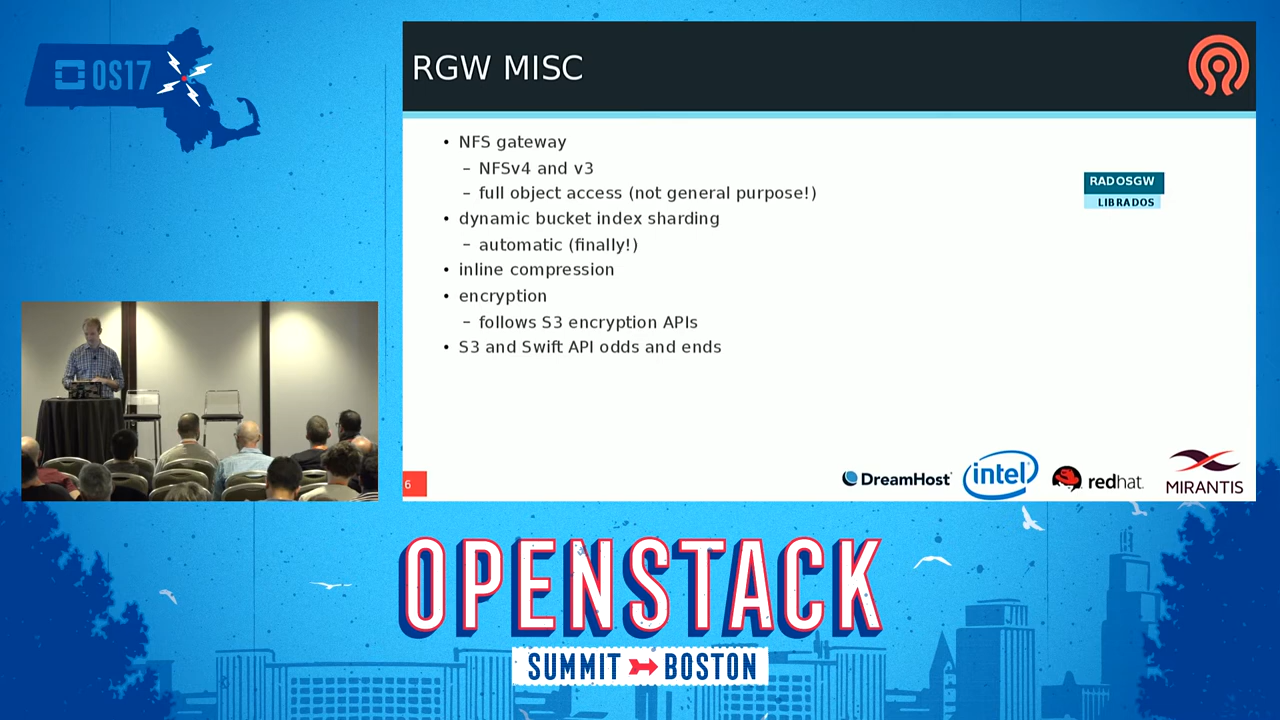 OS17
RGW MISC
• NFS gateway
– NFSv4 and v3
– full object access (not general purpose!)
• dynamic bucket index sharding
– automatic (finally!)
• inline compression
• encryption
– follows S3 encryption APIs
• S3 and Swift API odds and ends
RADOSGW
LIBRADOS
6
DreamHost
intel
redhat.
MIRANTIS
OPENSTACK
SUMMIT BOSTON